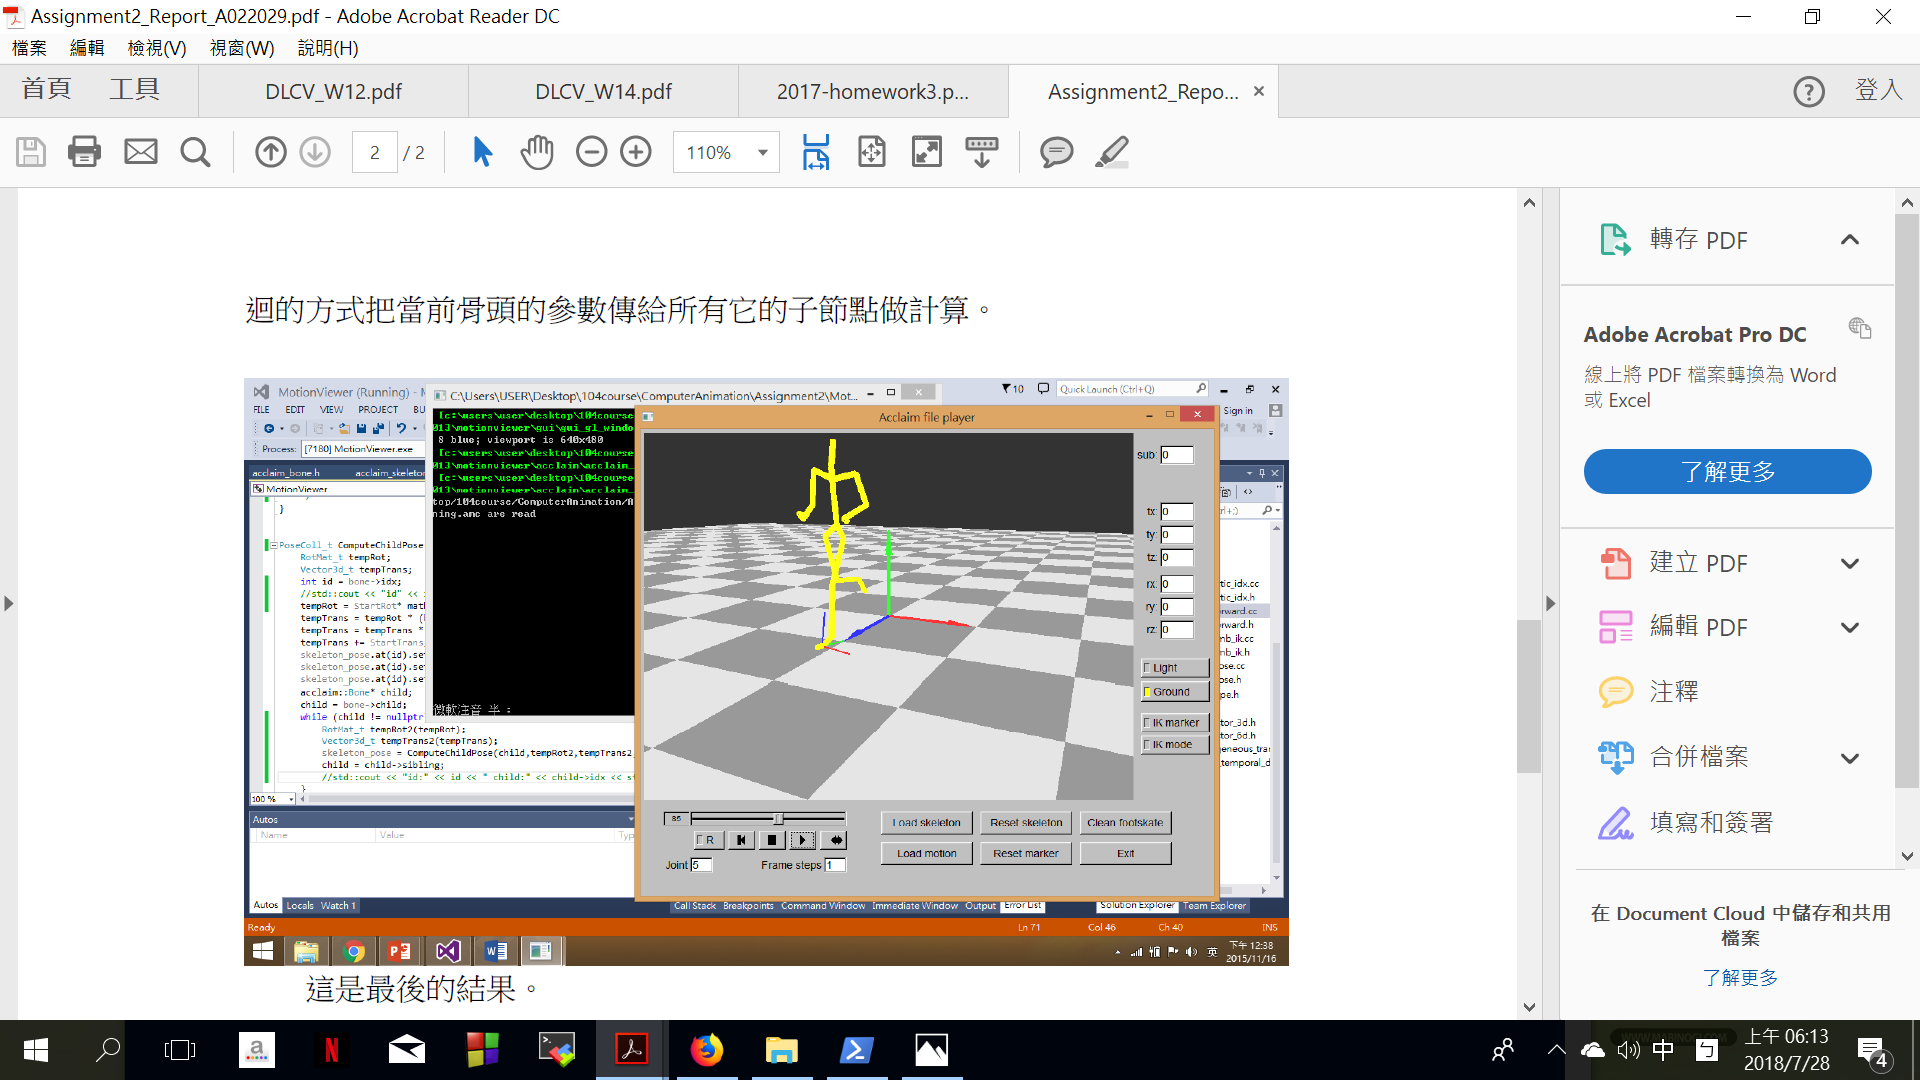 Assignment2_Report_A022029.pdf - Adobe Acrobat Reader DC
檔案 編輯 檢視(V) 視窗(W) 說明(H)
首頁 工具 DLCV_W12.pdf DLCV_W14.pdf 2017-homework3.p... Assignment2_Repo... × 登入
2 / 2 110%
迴的方式把當前骨頭的參數傳給所有它的子節點做計算。
MotionViewer (Running) -
FILE EDIT VIEW PROJECT BU
Process: [7180] MotionViewer.exe
acclaim_bone.h acclaim_skeleton
MotionViewer
}
PoseColl_t ComputeChildPose
RotMat_t tempRot;
Vector3d_t tempTrans;
int id = bone->idx;
//std::cout << "id" <<
tempRot = StartRot* mat
tempTrans = tempRot * (
tempTrans = tempTrans *
tempTrans += StartTrans
skeleton_pose.at(id).se
skeleton_pose.at(id).se
skeleton_pose.at(id).se
acclaim::Bone* child;
child = bone->child;
while (child != nullptr
RotMat_t tempRot2(tempRot);
Vector3d_t tempTrans2(tempTrans);
skeleton_pose = ComputeChildPose(child,tempRot2,tempTrans2
child = child->sibling;
//std::cout << "id:" << id << " child:" << child->idx << st
}
100 %
Autos
Name Value Typ
Autos Locals Watch 1
C:\Users\USER\Desktop\104course\ComputerAnimation\Assignment2\Mot...
[c:\users\user\desktop\104course
013\motionviewer\gui\gui_gl_windo
8 blue; viewport is 640x480
[c:\users\user\desktop\104course
013\motionviewer\acclaim\acclaim_
[c:\users\user\desktop\104course
013\motionviewer\acclaim\acclaim_
top/104course/ComputerAnimation/A
ning.amc are read
微軟注音 半 :
10 Quick Launch (Ctrl+Q)
Sign in
Acclaim file player
sub: 0
tx: 0
ty: 0
tz: 0
rx: 0
ry: 0
rz: 0
Light
Ground
IK marker
IK mode
85
R
Joint 5 Frame steps 1
Load skeleton Reset skeleton Clean footskate
Load motion Reset marker Exit
tic_idx.cc
tic_idx.h
orward.cc
orward.h
mb_ik.cc
mb_ik.h
ose.cc
ose.h
pe.h
tor_3d.h
tor_6d.h
geneous_tran
_temporal_d
Call Stack Breakpoints Command Window Immediate Window Output Error List Solution Explorer Team Explorer
Ready Ln 71 Col 46 Ch 40 INS
英 下午 12:38
2015/11/16
這是最後的結果。
轉存 PDF
Adobe Acrobat Pro DC
線上將 PDF 檔案轉換為 Word
或 Excel
了解更多
建立 PDF
編輯 PDF
注釋
合併檔案
填寫和簽署
在 Document Cloud 中儲存和共用
檔案
了解更多
中 上午 06:13
2018/7/28
4